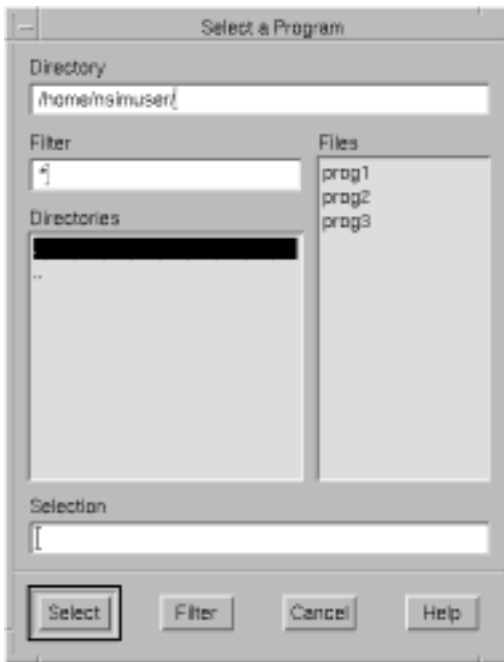 Select a Program
Directory
/home/nsimuser/
Filter
Files
*
prog1
prog2
prog3
Directories
.
..
Selection
Select
Filter
Cancel
Help